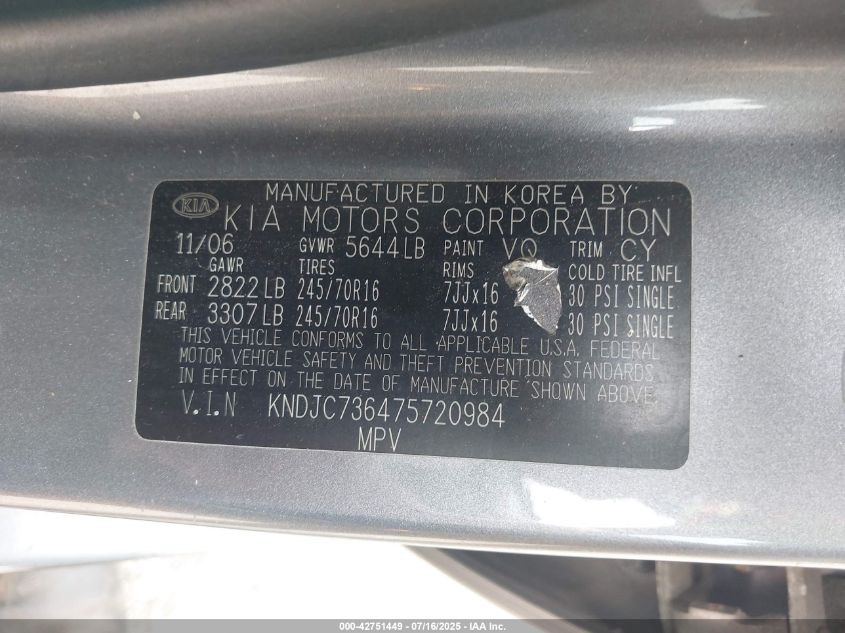 MANUFACTURED IN KOREA BY
KIA KIA MOTORS CORPORATION
11/06 GVWR 5644LB PAINT VQ TRIM CY
GAWR TIRES RIMS COLD TIRE INFL
FRONT 2822LB 245/70R16 7JJx16 30 PSI SINGLE
REAR 3307LB 245/70R16 7JJx16 30 PSI SINGLE
THIS VEHICLE CONFORMS TO ALL APPLICABLE U.S.A. FEDERAL
MOTOR VEHICLE SAFETY AND THEFT PREVENTION STANDARDS
IN EFFECT ON THE DATE OF MANUFACTURE SHOWN ABOVE.
V.I.N KNDJC736475720984
MPV
000-42751449 - 07/16/2025 - IAA, Inc.